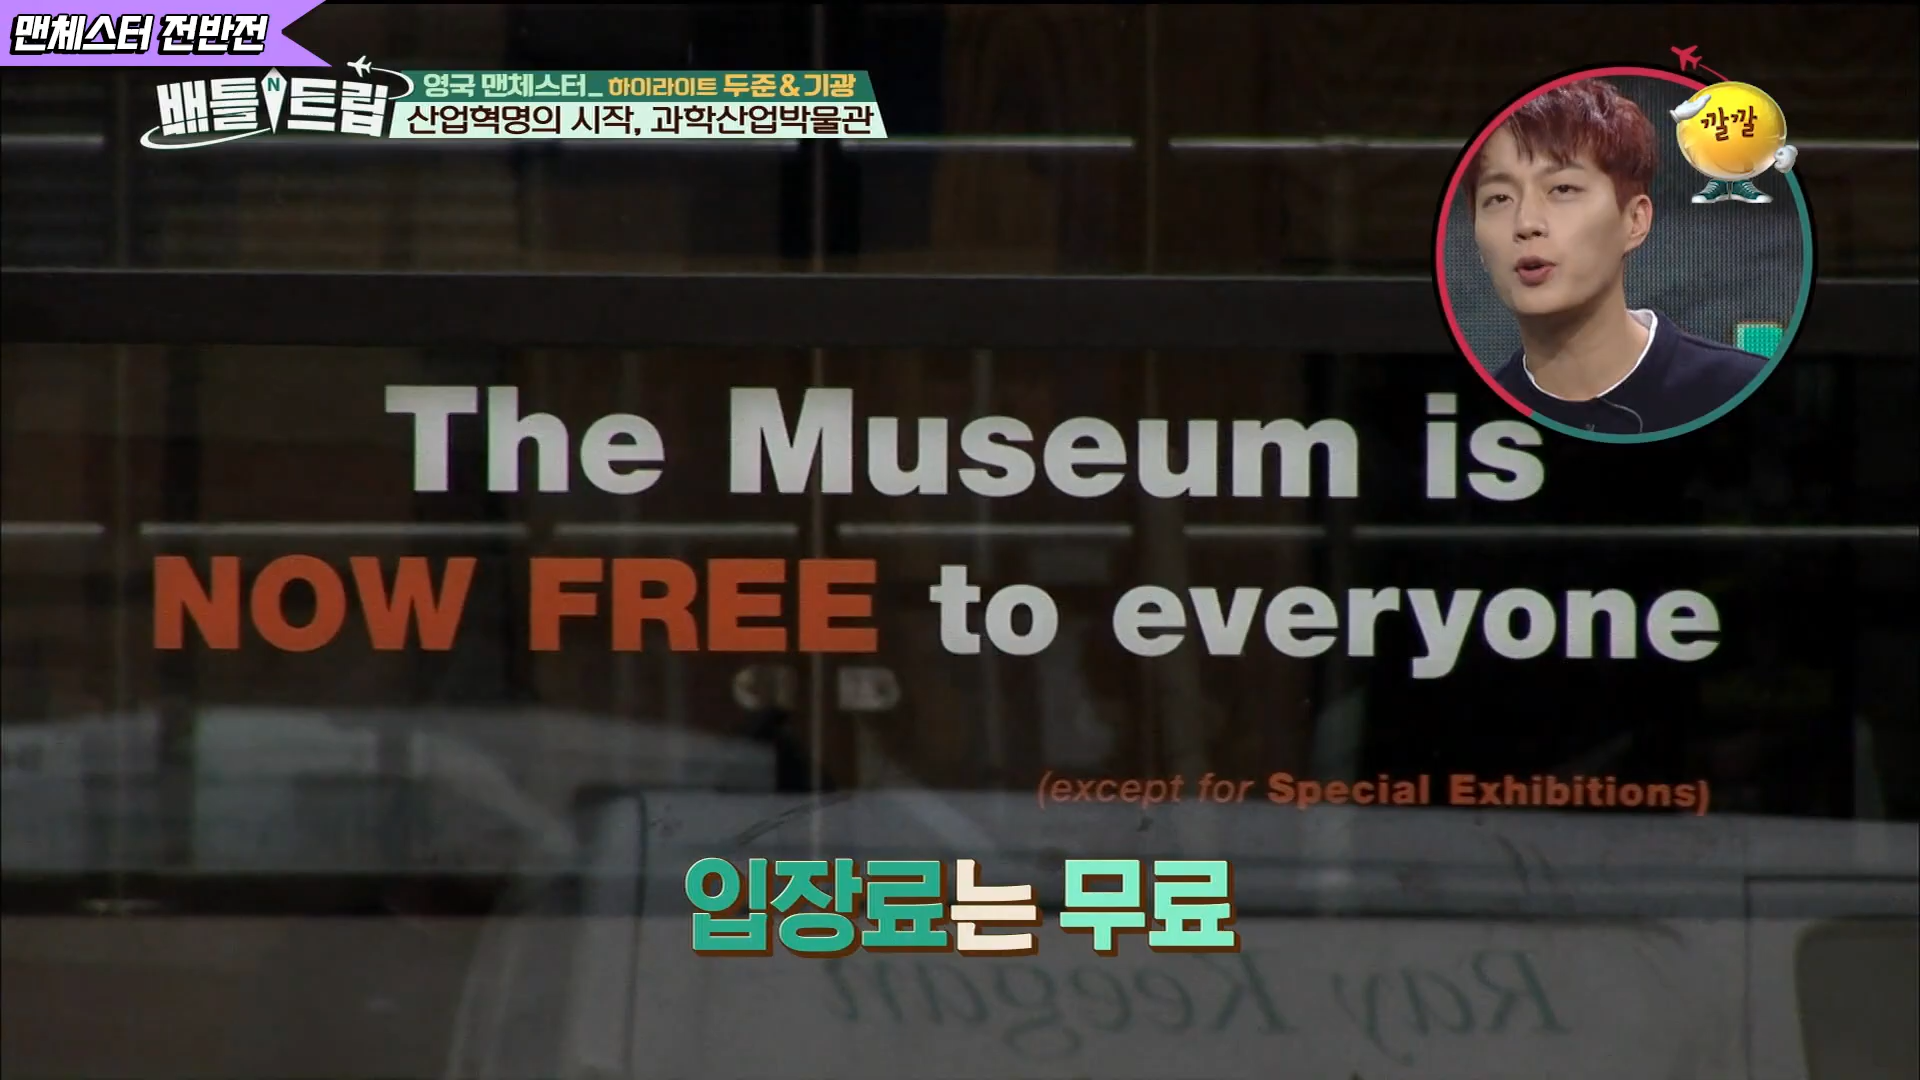 맨체스터 전반전
배틀트립
N
영국 맨체스터_ 하이라이트 두준&기광
산업혁명의 시작, 과학산업박물관
깔깔
The Museum is
NOW FREE to everyone
(except for Special Exhibitions)
입장료는 무료
Ray Keegan